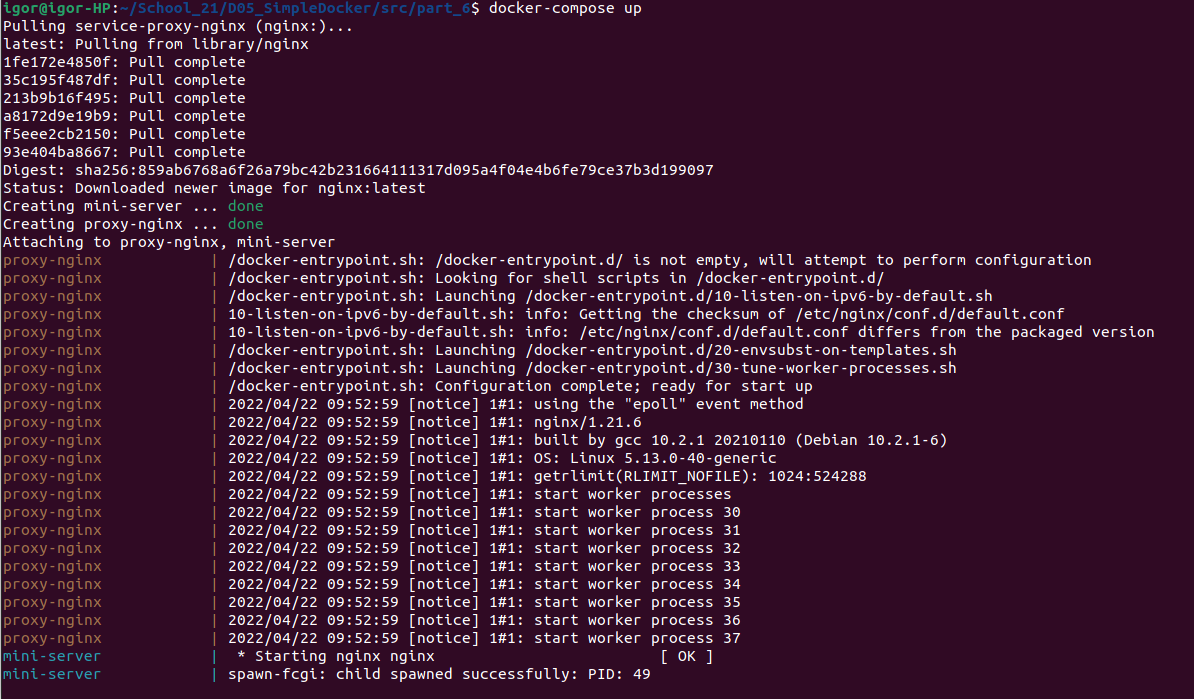 igor@igor-HP:~/School_21/D05_SimpleDocker/src/part_6$ docker-compose up
Pulling service-proxy-nginx (nginx:)...
latest: Pulling from library/nginx
1fe172e4850f: Pull complete
35c195f487df: Pull complete
213b9b16f495: Pull complete
a8172d9e19b9: Pull complete
f5eee2cb2150: Pull complete
93e404ba8667: Pull complete
Digest: sha256:859ab6768a6f26a79bc42b231664111317d095a4f04e4b6fe79ce37b3d199097
Status: Downloaded newer image for nginx:latest
Creating mini-server ... done
Creating proxy-nginx ... done
Attaching to proxy-nginx, mini-server
proxy-nginx | /docker-entrypoint.sh: /docker-entrypoint.d/ is not empty, will attempt to perform configuration
proxy-nginx | /docker-entrypoint.sh: Looking for shell scripts in /docker-entrypoint.d/
proxy-nginx | /docker-entrypoint.sh: Launching /docker-entrypoint.d/10-listen-on-ipv6-by-default.sh
proxy-nginx | 10-listen-on-ipv6-by-default.sh: info: Getting the checksum of /etc/nginx/conf.d/default.conf
proxy-nginx | 10-listen-on-ipv6-by-default.sh: info: /etc/nginx/conf.d/default.conf differs from the packaged version
proxy-nginx | /docker-entrypoint.sh: Launching /docker-entrypoint.d/20-envsubst-on-templates.sh
proxy-nginx | /docker-entrypoint.sh: Launching /docker-entrypoint.d/30-tune-worker-processes.sh
proxy-nginx | /docker-entrypoint.sh: Configuration complete; ready for start up
proxy-nginx | 2022/04/22 09:52:59 [notice] 1#1: using the "epoll" event method
proxy-nginx | 2022/04/22 09:52:59 [notice] 1#1: nginx/1.21.6
proxy-nginx | 2022/04/22 09:52:59 [notice] 1#1: built by gcc 10.2.1 20210110 (Debian 10.2.1-6)
proxy-nginx | 2022/04/22 09:52:59 [notice] 1#1: OS: Linux 5.13.0-40-generic
proxy-nginx | 2022/04/22 09:52:59 [notice] 1#1: getrlimit(RLIMIT_NOFILE): 1024:524288
proxy-nginx | 2022/04/22 09:52:59 [notice] 1#1: start worker processes
proxy-nginx | 2022/04/22 09:52:59 [notice] 1#1: start worker process 30
proxy-nginx | 2022/04/22 09:52:59 [notice] 1#1: start worker process 31
proxy-nginx | 2022/04/22 09:52:59 [notice] 1#1: start worker process 32
proxy-nginx | 2022/04/22 09:52:59 [notice] 1#1: start worker process 33
proxy-nginx | 2022/04/22 09:52:59 [notice] 1#1: start worker process 34
proxy-nginx | 2022/04/22 09:52:59 [notice] 1#1: start worker process 35
proxy-nginx | 2022/04/22 09:52:59 [notice] 1#1: start worker process 36
proxy-nginx | 2022/04/22 09:52:59 [notice] 1#1: start worker process 37
mini-server | * Starting nginx nginx [ OK ]
mini-server | spawn-fcgi: child spawned successfully: PID: 49